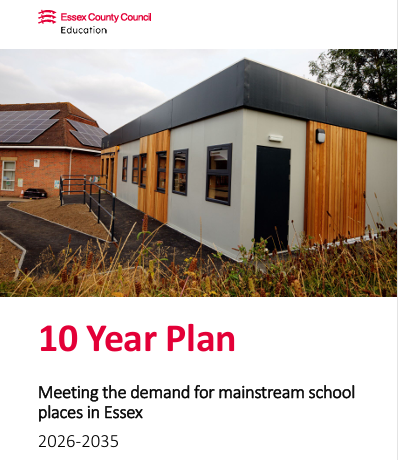 Essex County Council
Education
10 Year Plan
Meeting the demand for mainstream school
places in Essex
2026-2035